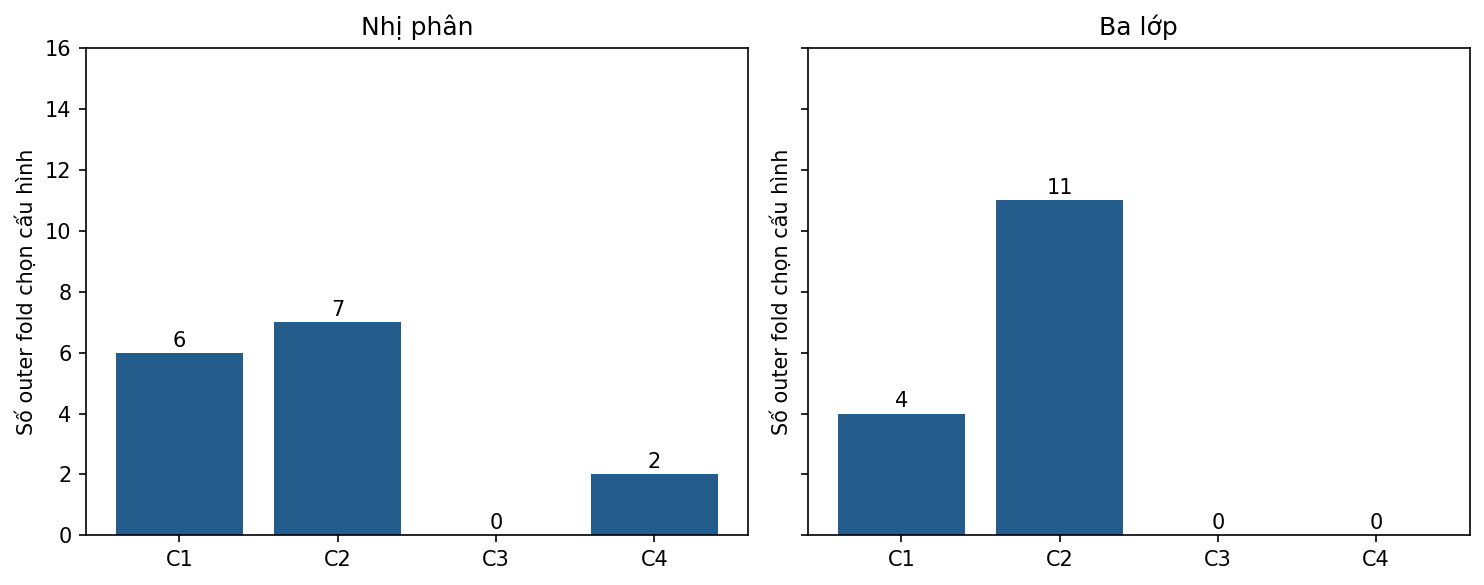 Nhị phân
Số outer fold chọn cấu hình
16
14
12
10
8
6
4
2
0
6
7
0
2
C1
C2
C3
C4
Ba lớp
Số outer fold chọn cấu hình
4
11
0
0
C1
C2
C3
C4